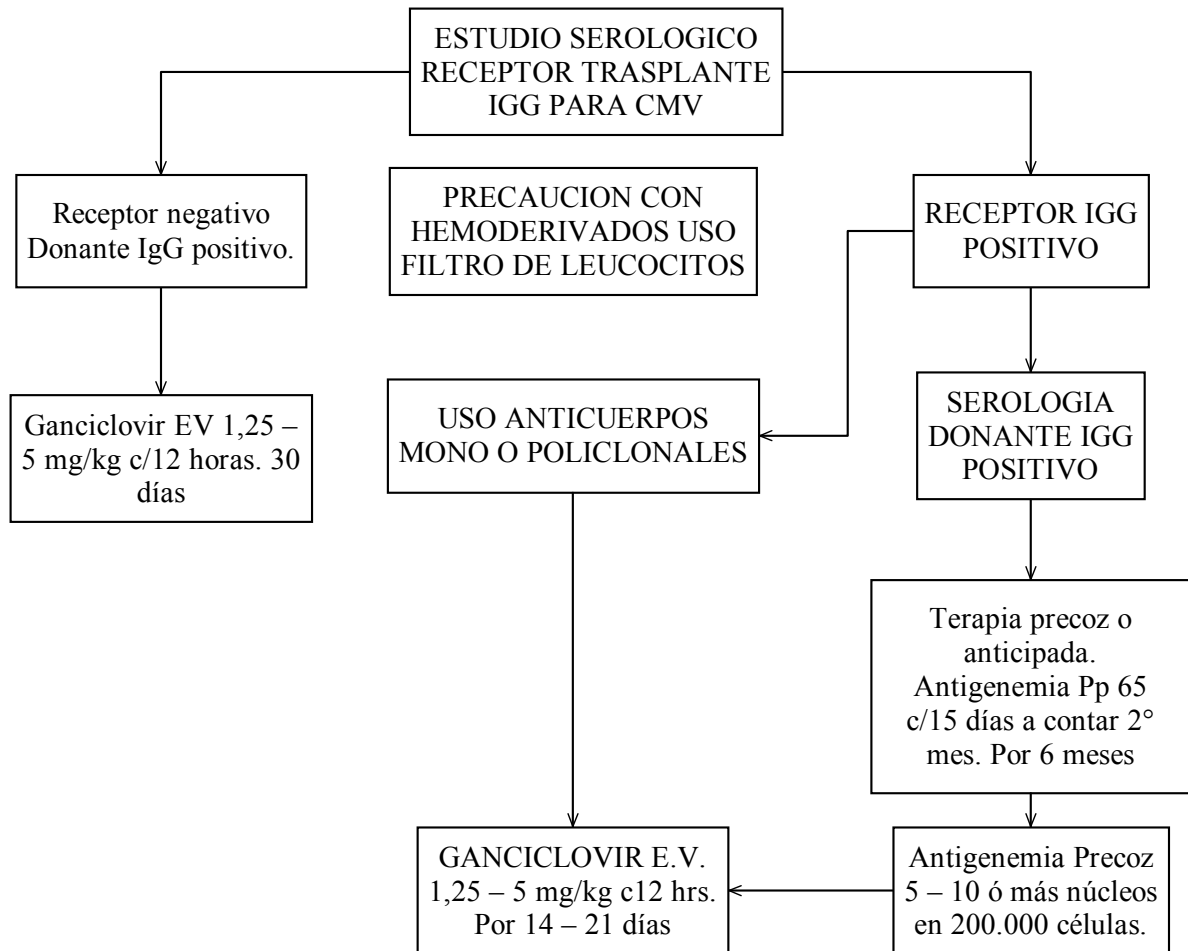 ESTUDIO SEROLOGICO
RECEPTOR TRASPLANTE
IGG PARA CMV
Receptor negativo
Donante IgG positivo.
PRECAUCION CON
HEMODERIVADOS USO
FILTRO DE LEUCOCITOS
RECEPTOR IGG
POSITIVO
Ganciclovir EV 1,25 –
5 mg/kg c/12 horas. 30
días
USO ANTICUERPOS
MONO O POLICLONALES
SEROLOGIA
DONANTE IGG
POSITIVO
Terapia precoz o
anticipada.
Antigenemia Pp 65
c/15 días a contar 2°
mes. Por 6 meses
GANCICLOVIR E.V.
1,25 – 5 mg/kg c12 hrs.
Por 14 – 21 días
Antigenemia Precoz
5 – 10 ó más núcleos
en 200.000 células.